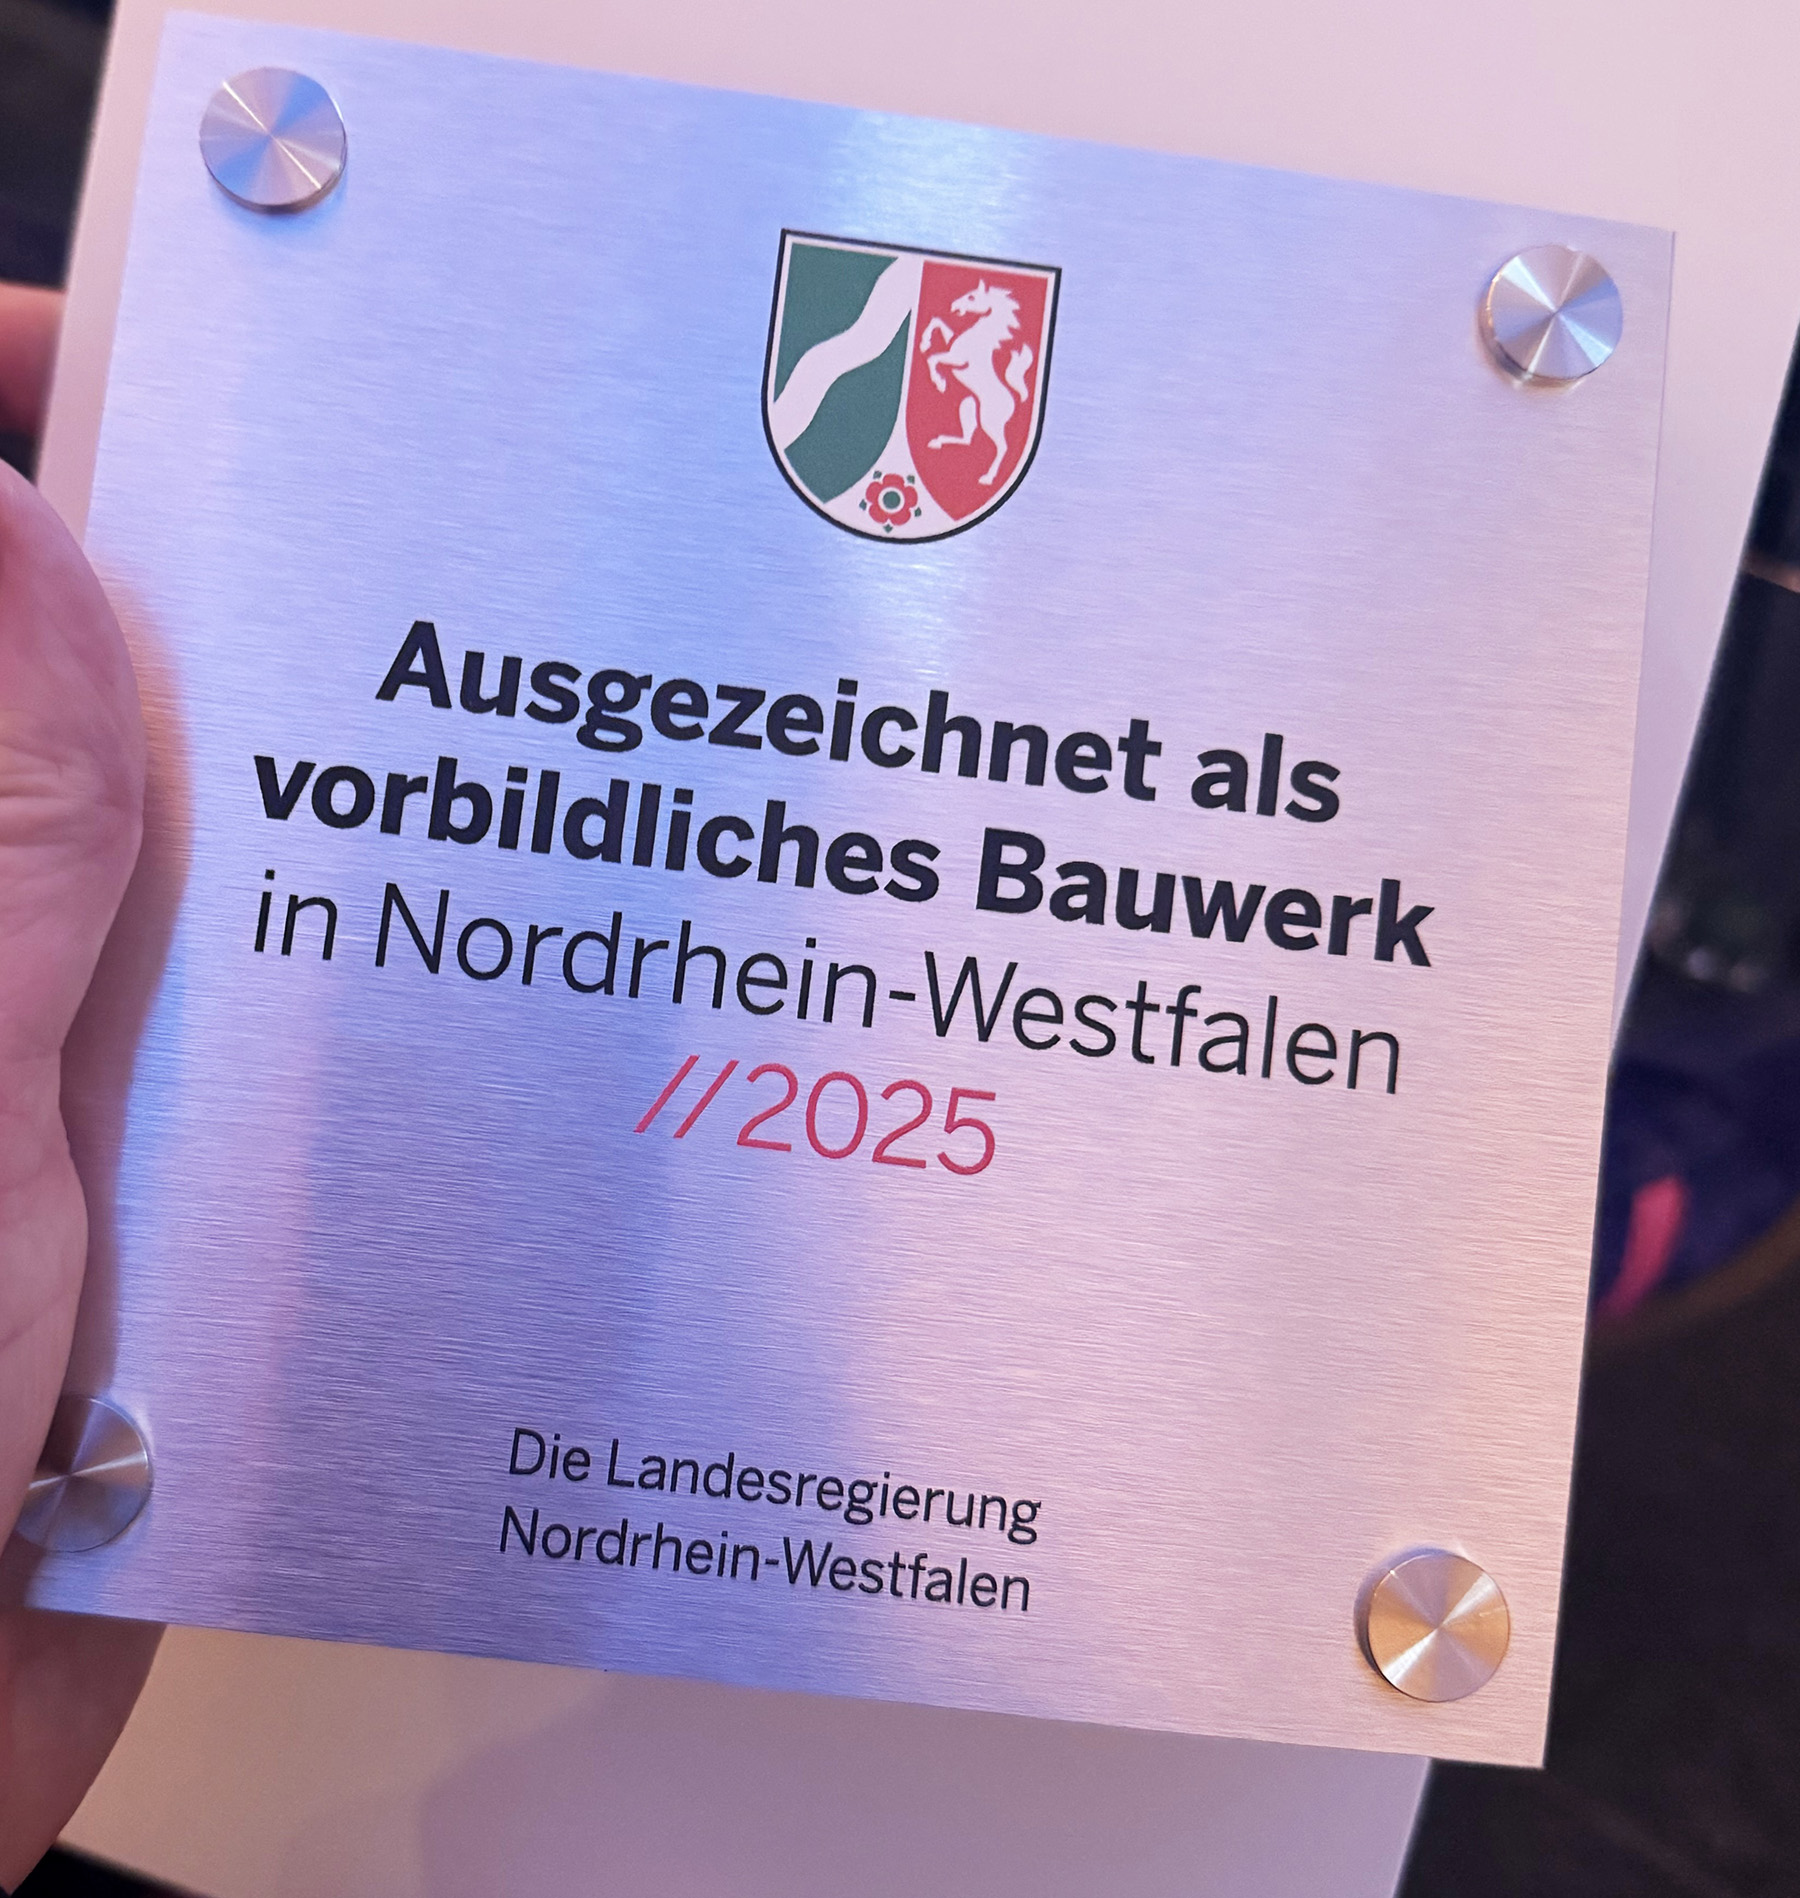 Ausgezeichnet als
vorbildliches Bauwerk
in Nordrhein-Westfalen
//2025
Die Landesregierung
Nordrhein-Westfalen